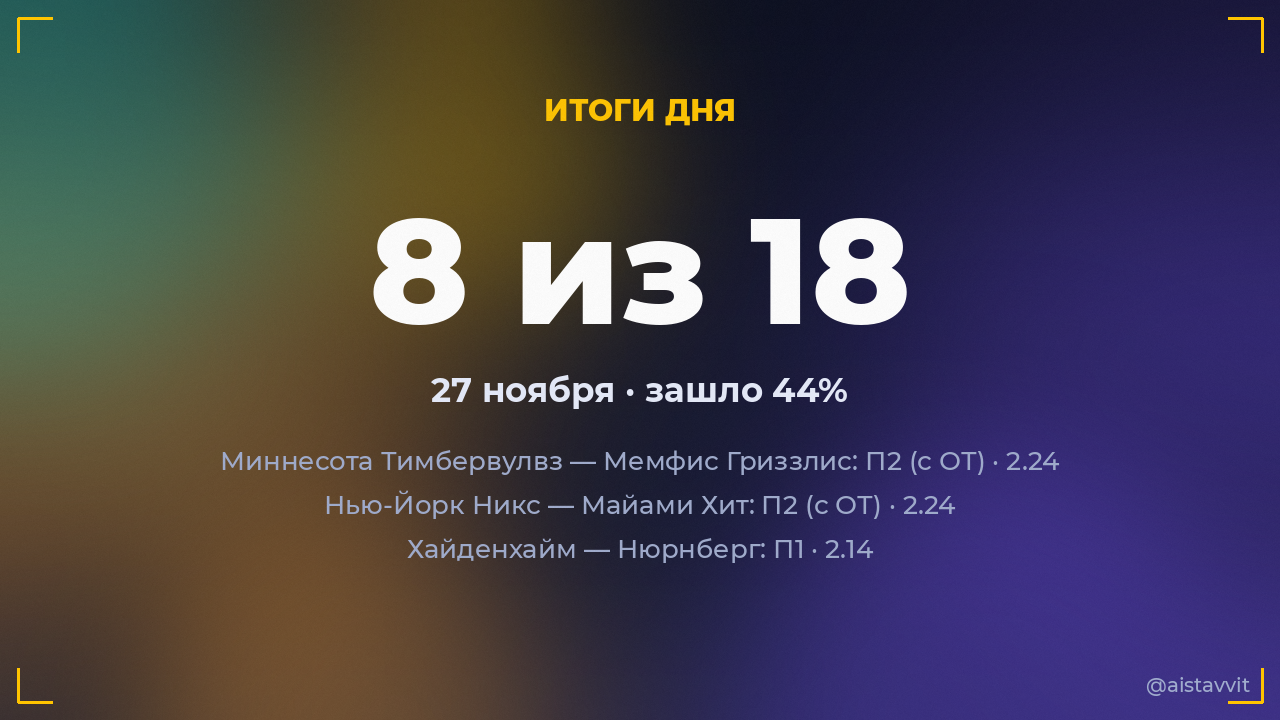 ИТОГИ ДНЯ
8 из 18
27 ноября · зашло 44%
Миннесота Тимбервулвз — Мемфис Гриззлис: П2 (с ОТ) · 2.24
Нью-Йорк Никс — Майами Хит: П2 (с ОТ) · 2.24
Хайденхайм — Нюрнберг: П1 · 2.14
@aistavvit